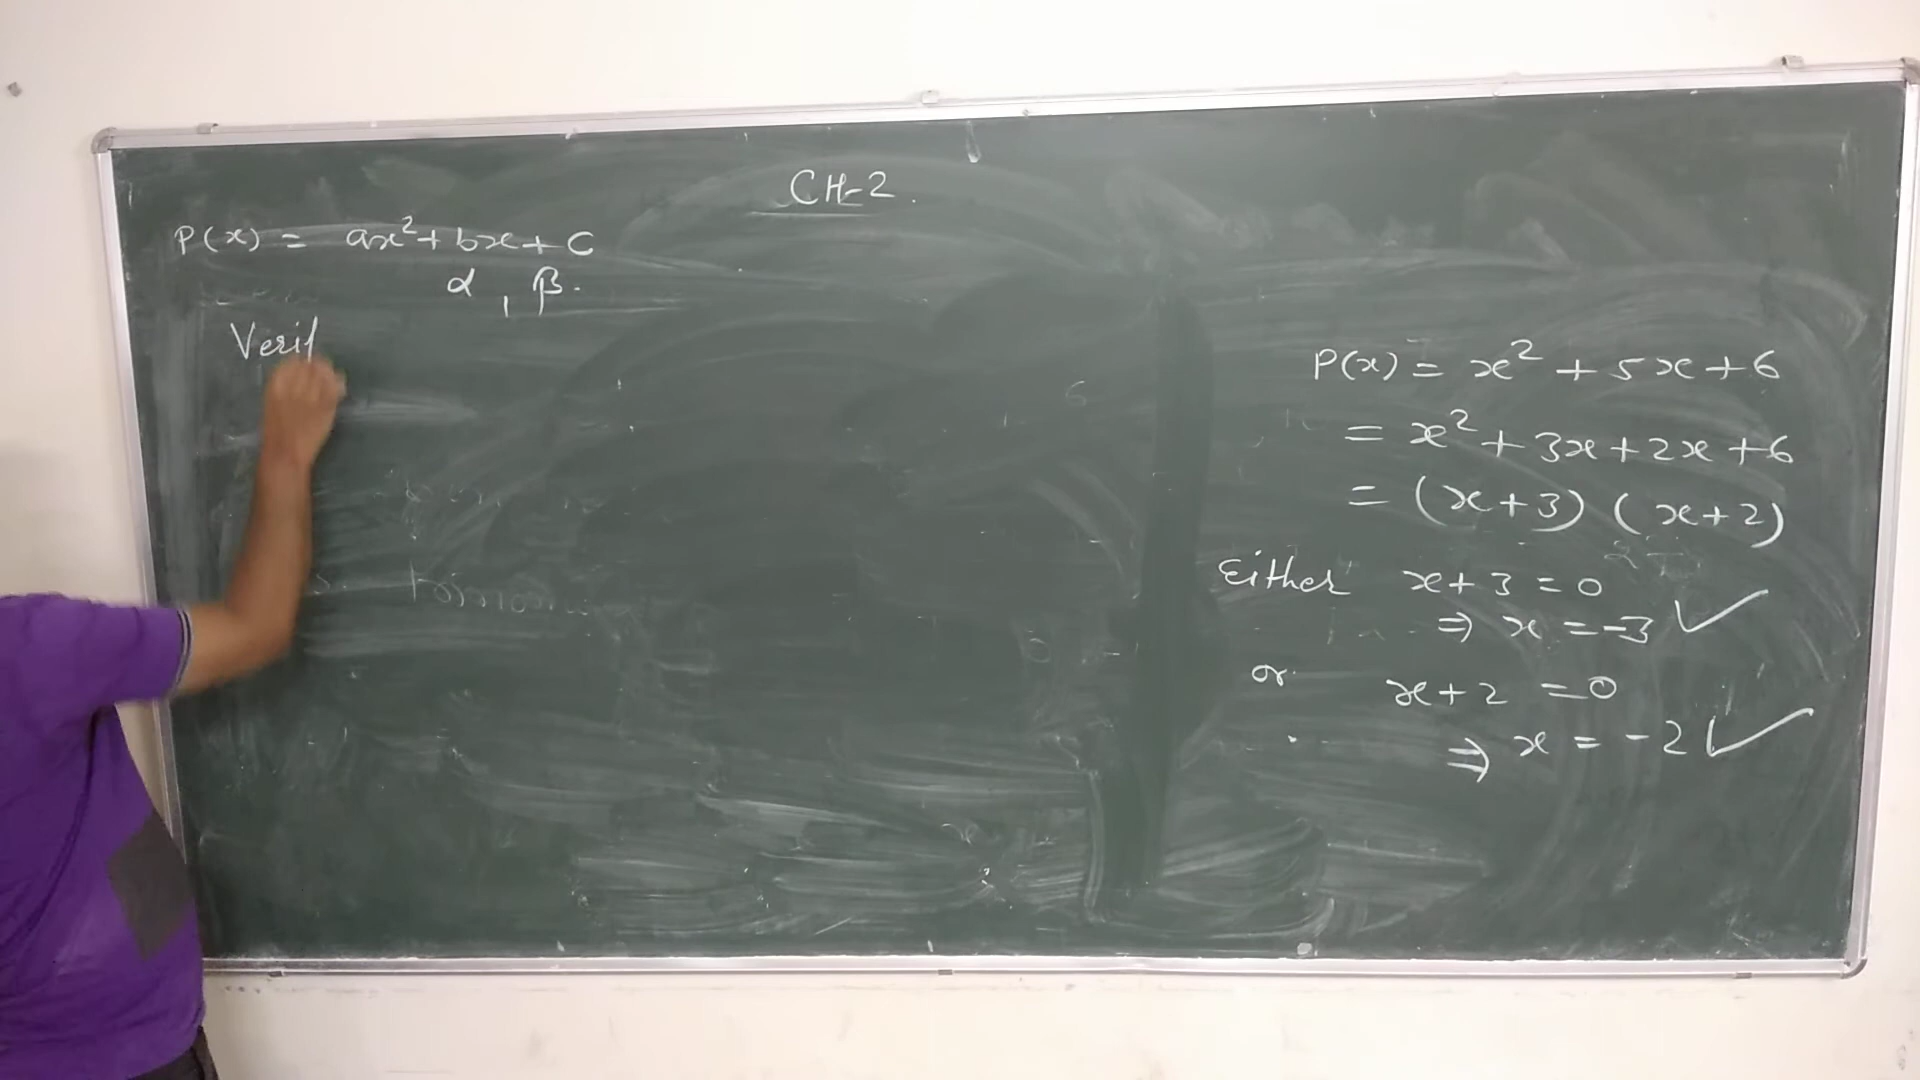 CH-2.
P(x) = ax²+bx+c
α , β.
Verif
P(x) = x² + 5x+6
= x²+3x+2x+6
= (x+3) (x+2)
Either x+3=0
⇒ x=-3 ✓
or x+2 =0
⇒ x = -2 ✓